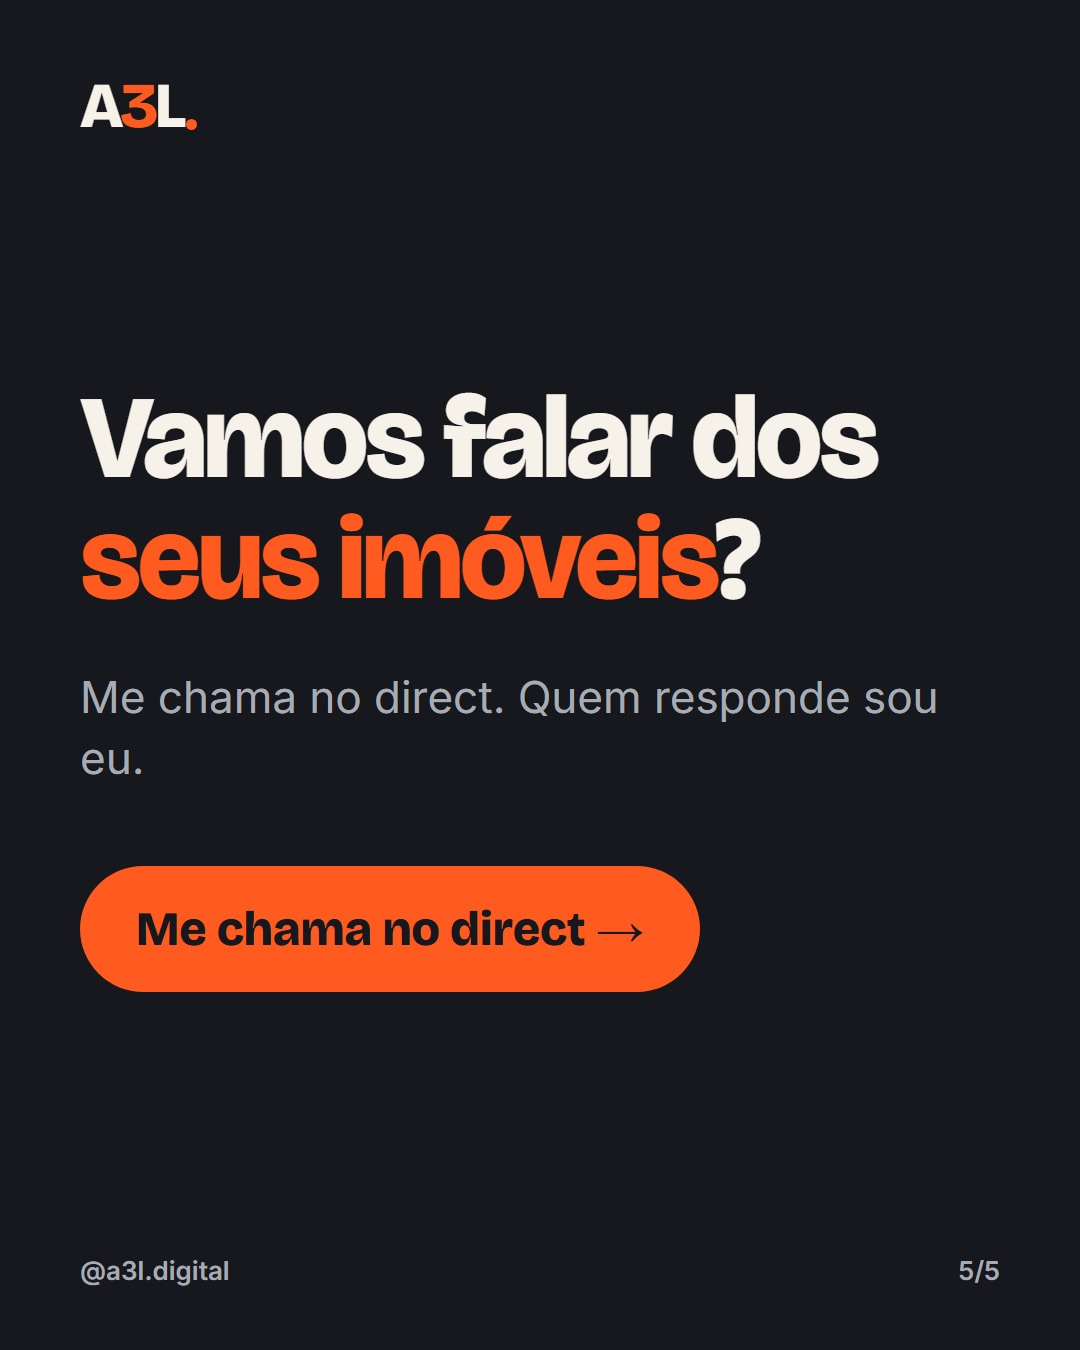 A3L.
Vamos falar dos
seus imóveis?
Me chama no direct. Quem responde sou
eu.
Me chama no direct →
@a3l.digital
5/5